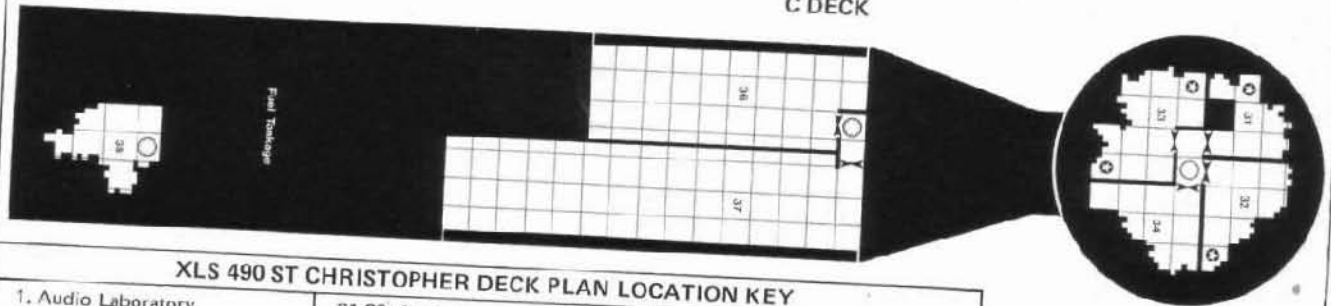 C DECK
36
33
31
Fuel Tankage
38
37
34
32
XLS 490 ST CHRISTOPHER DECK PLAN LOCATION KEY
1. Audio Laboratory